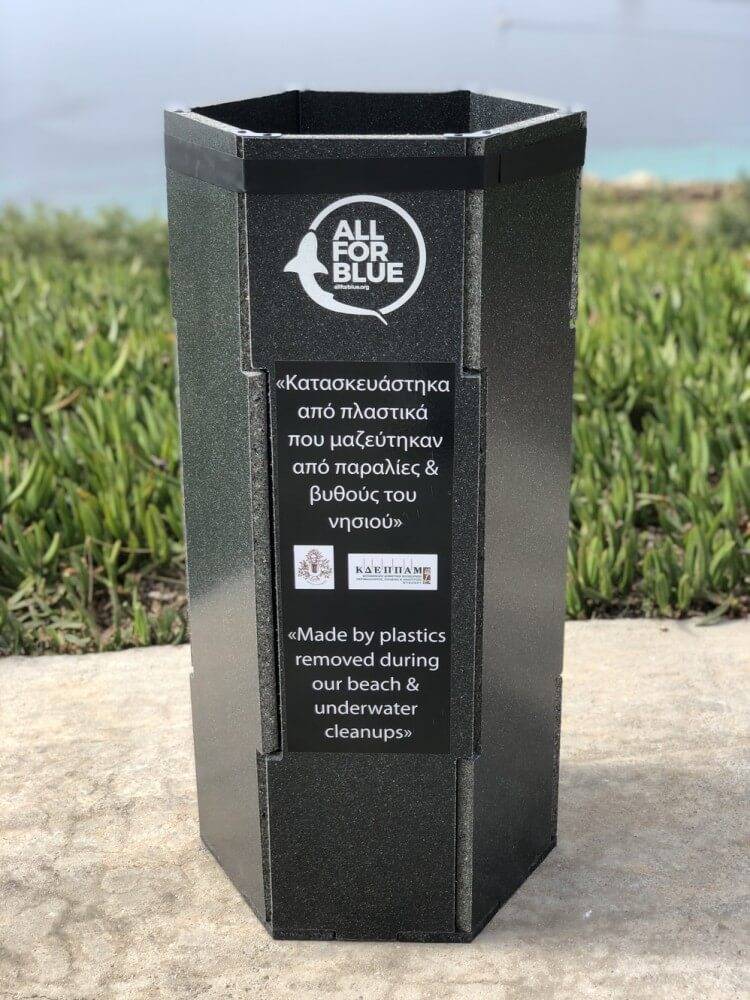 ALL
FOR
BLUE
allforblue.org
«Κατασκευάστηκα
από πλαστικά
που μαζεύτηκαν
από παραλίες &
βυθούς του
νησιού»
ΚΔΕΠΠΑΜ
«Made by plastics
removed during
our beach &
underwater
cleanups»